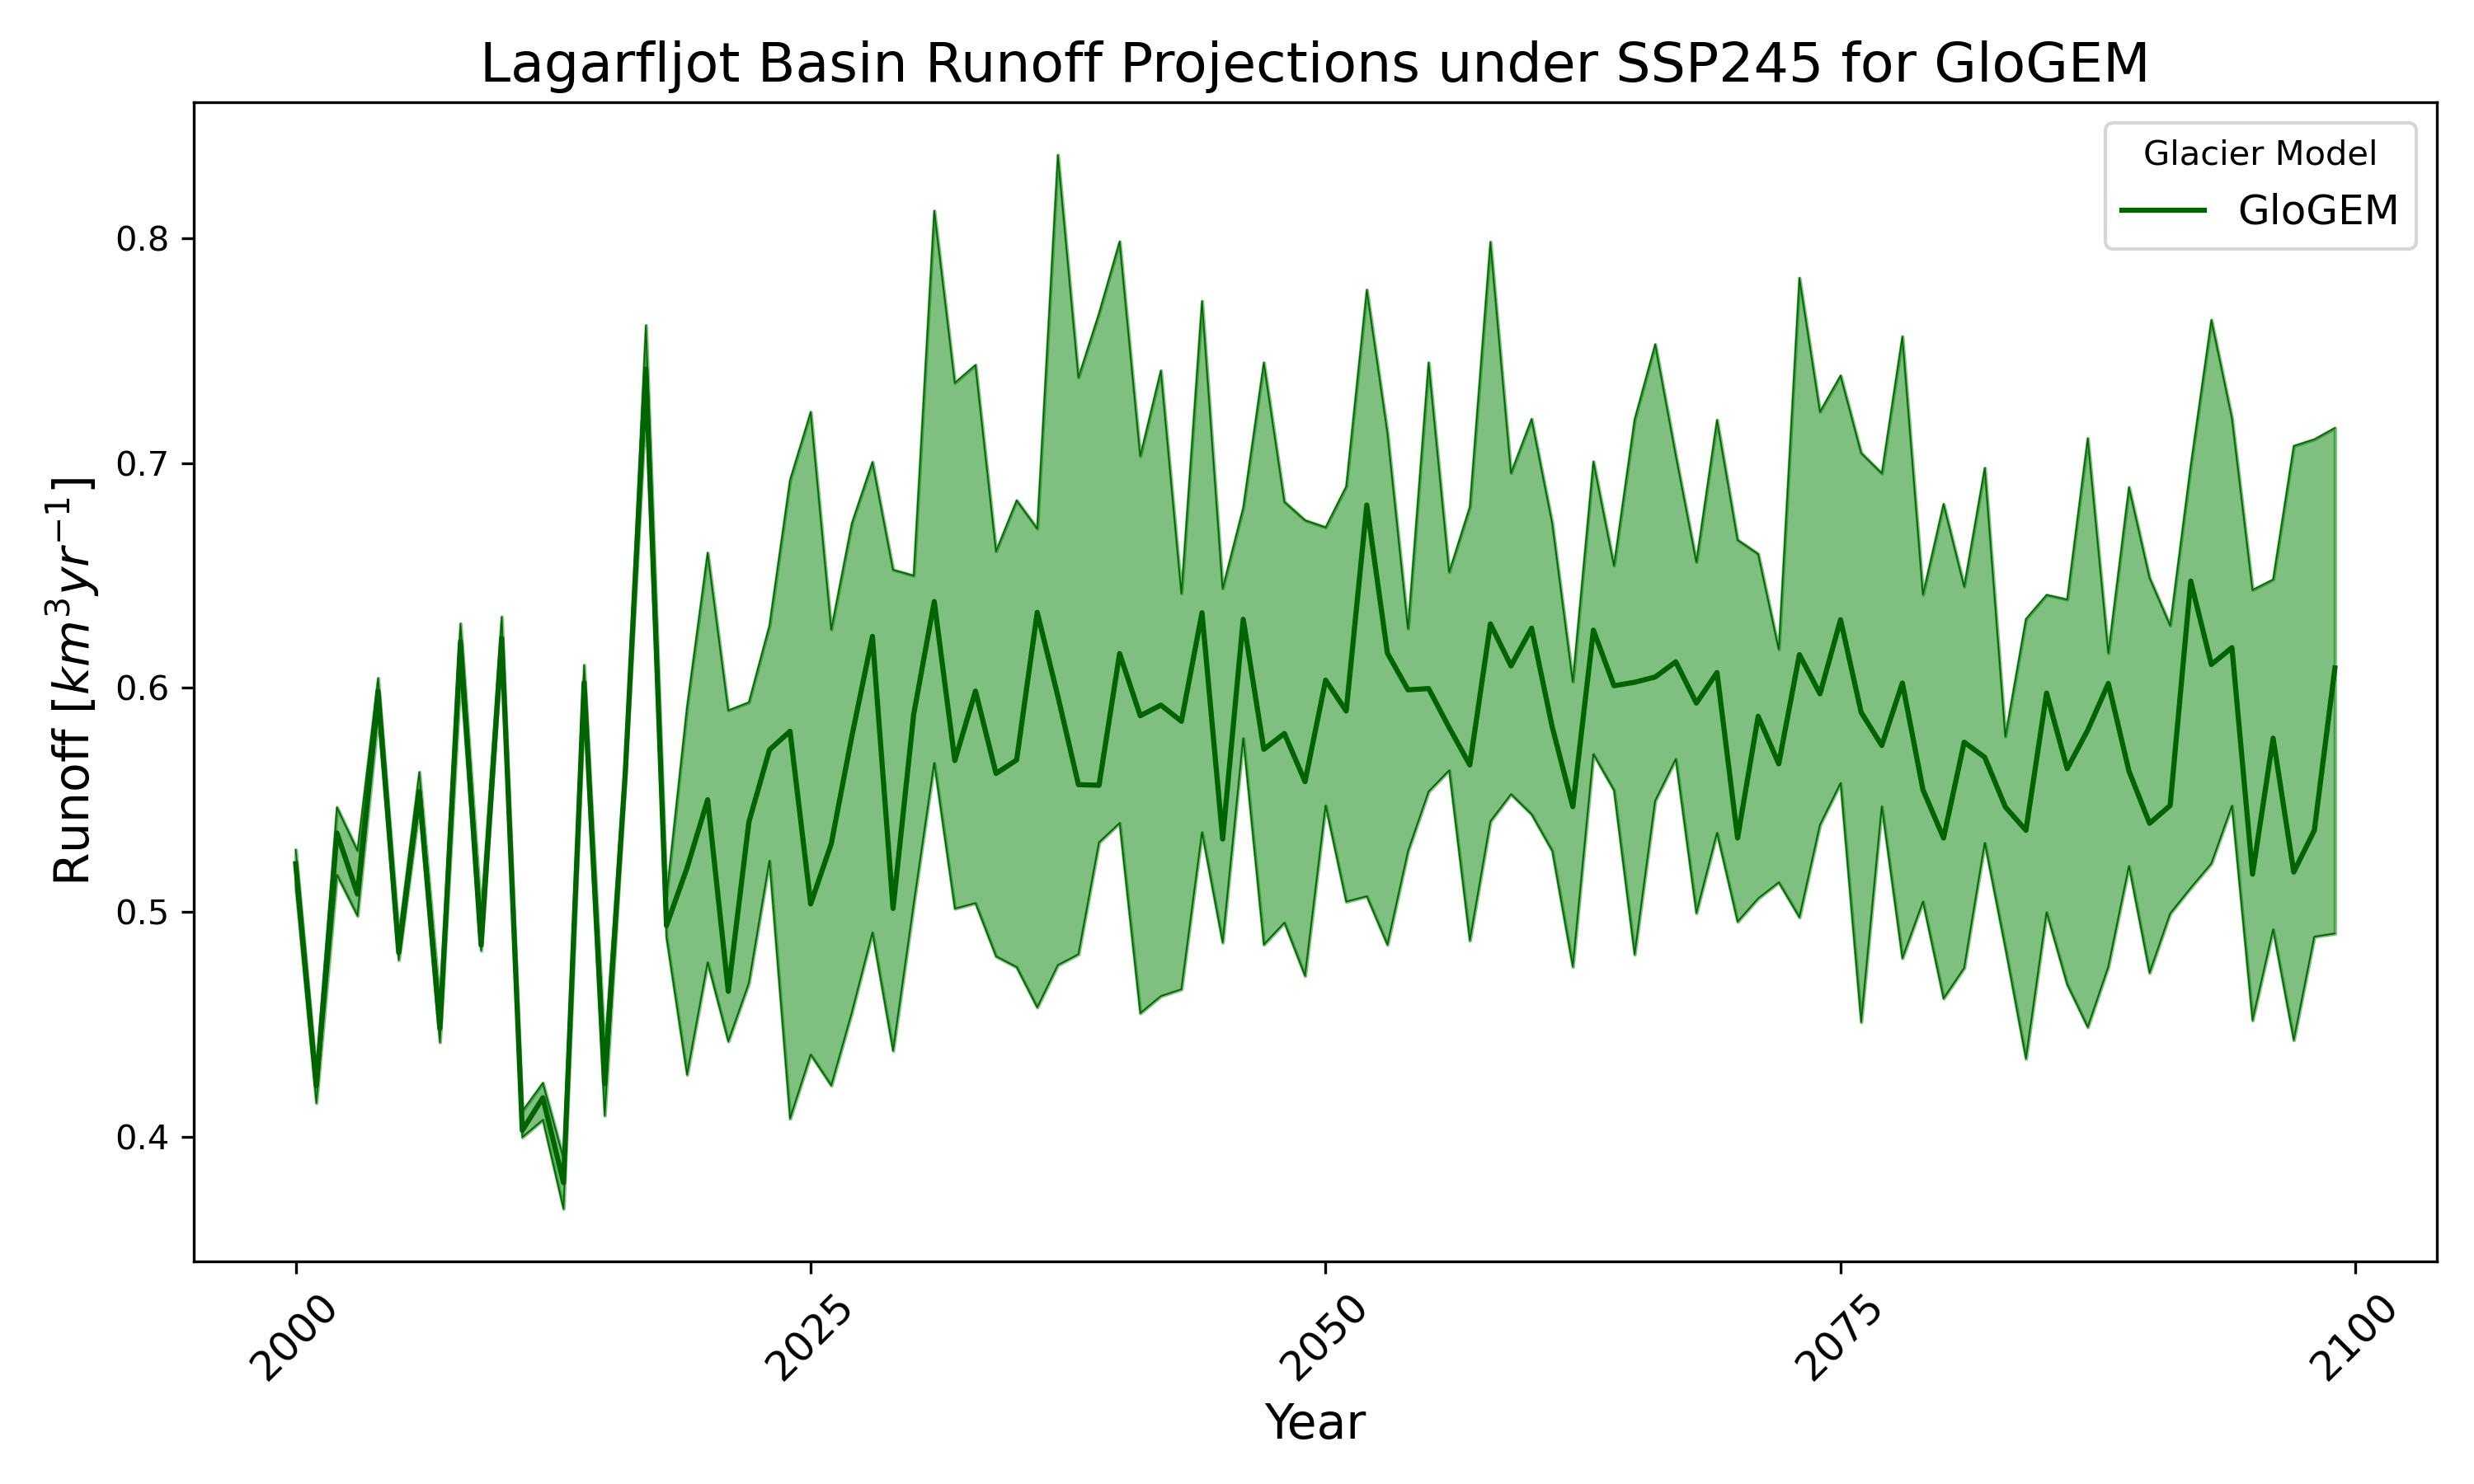 Lagarfljot Basin Runoff Projections under SSP245 for GloGEM
Glacier Model
GloGEM
Runoff [km³yr⁻¹]
0.8
0.7
0.6
0.5
0.4
2000
2025
2050
2075
2100
Year